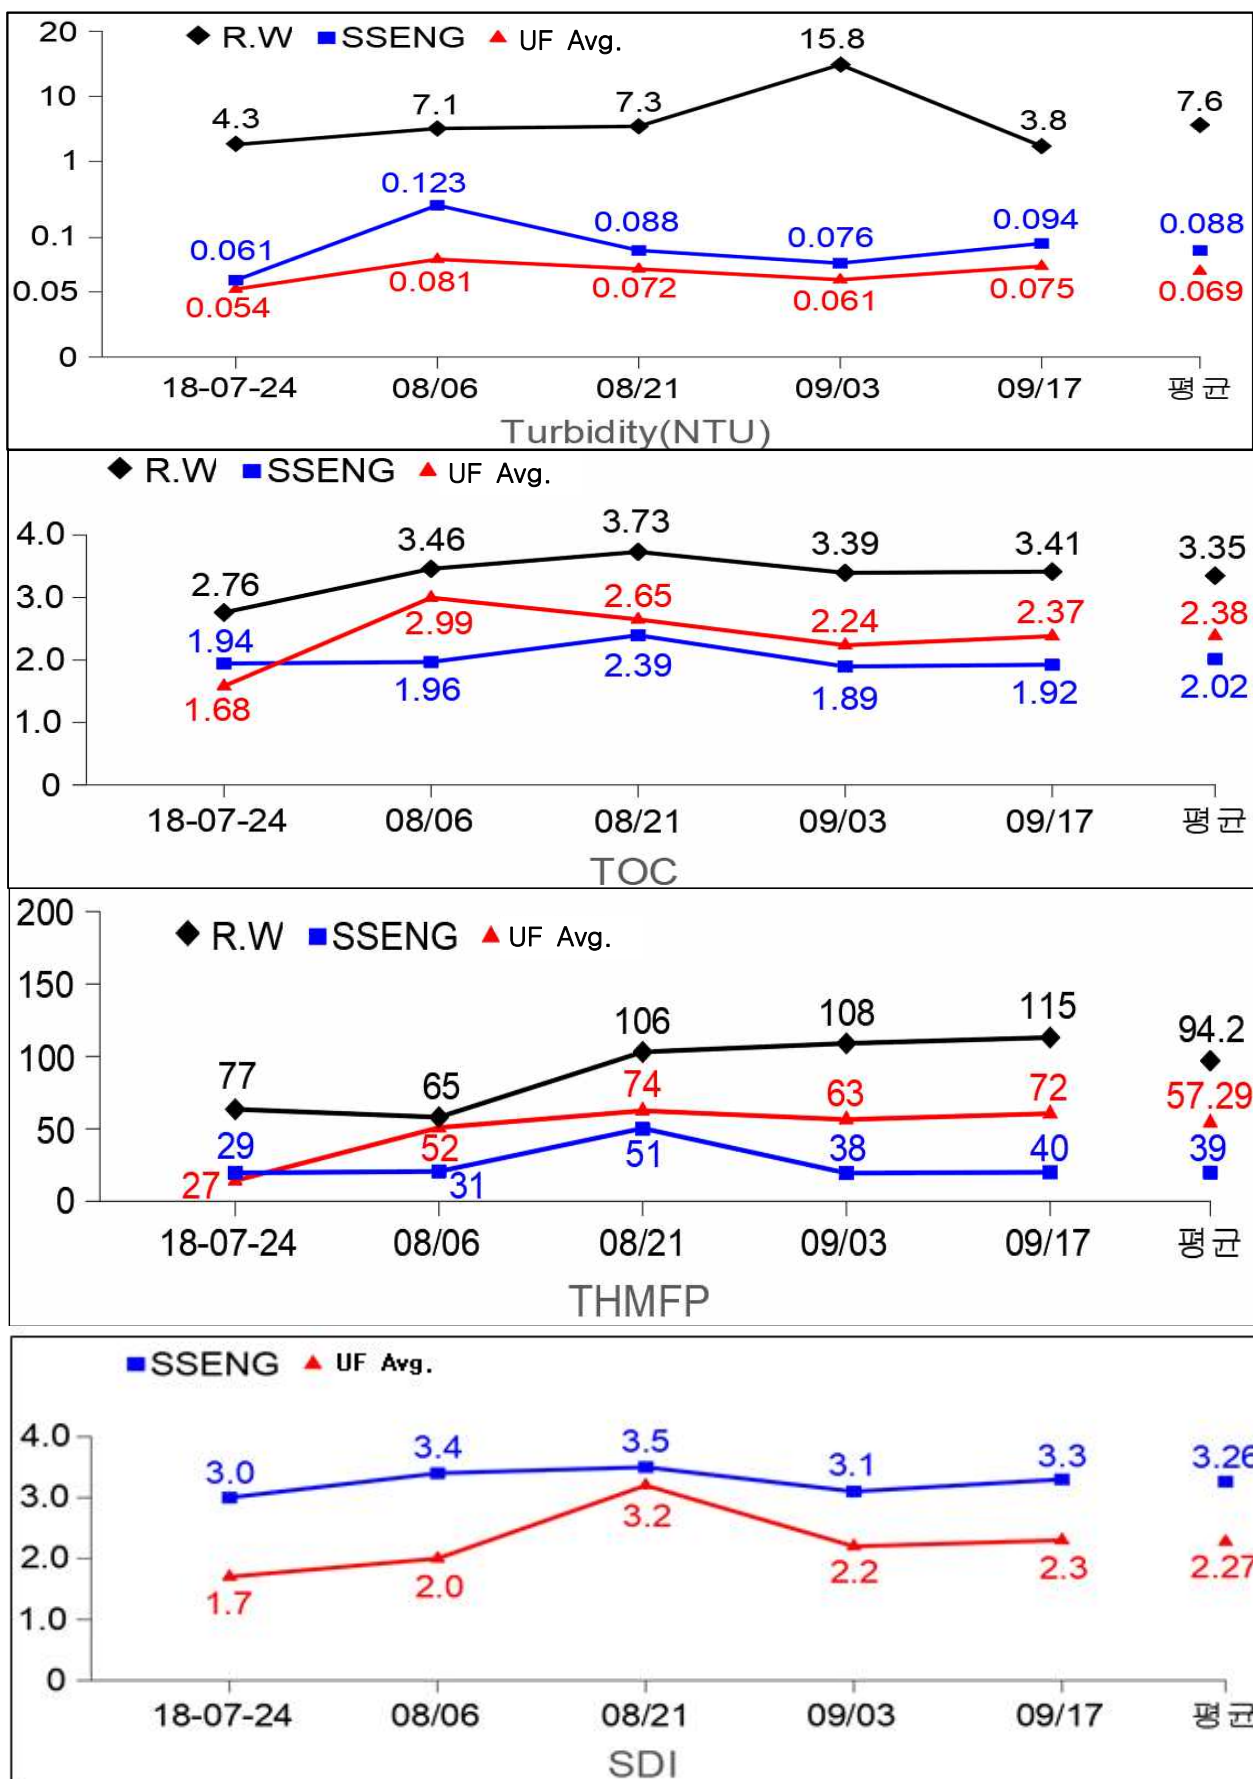 20
R.W SSENG UF Avg.
15.8
10
4.3 7.1 7.3 3.8 7.6
1
0.123
0.061 0.088 0.076 0.094 0.088
0.1
0.05
0.054 0.081 0.072 0.061 0.075 0.069
0
18-07-24 08/06 08/21 09/03 09/17 평균
Turbidity(NTU)
R.W SSENG UF Avg.
4.0
2.76 3.46 3.73 3.39 3.41 3.35
3.0
2.99 2.65 2.24 2.37 2.38
1.94
2.0
1.68 1.96 2.39 1.89 1.92 2.02
1.0
0
18-07-24 08/06 08/21 09/03 09/17 평균
TOC
200
R.W SSENG UF Avg.
150
77 65 106 108 115 94.2
100
74 63 72 57.29
50
29 52 51 38 40 39
27 31
0
18-07-24 08/06 08/21 09/03 09/17 평균
THMFP
SSENG UF Avg.
4.0
3.0 3.4 3.5 3.1 3.3 3.26
3.0
3.2
2.0
1.7 2.0 2.2 2.3 2.27
1.0
0
18-07-24 08/06 08/21 09/03 09/17 평균
SDI